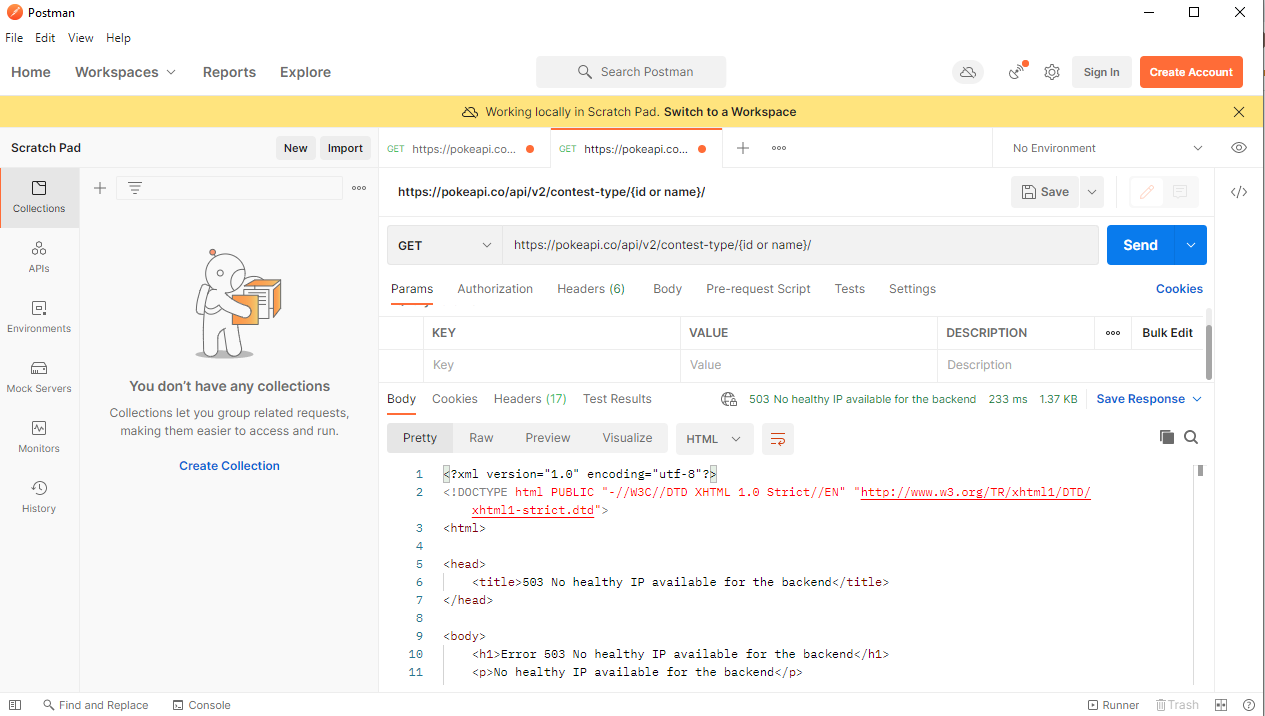 Postman
File Edit View Help
Home Workspaces Reports Explore Search Postman Sign In Create Account
Working locally in Scratch Pad. Switch to a Workspace
Scratch Pad New Import GET https://pokeapi.co... GET https://pokeapi.co... No Environment
https://pokeapi.co/api/v2/contest-type/{id or name}/ Save
Collections
APIs
Environments
Mock Servers
Monitors
History
You don't have any collections
Collections let you group related requests,
making them easier to access and run.
Create Collection
GET https://pokeapi.co/api/v2/contest-type/{id or name}/ Send
Params Authorization Headers (6) Body Pre-request Script Tests Settings Cookies
KEY VALUE DESCRIPTION Bulk Edit
Key Value Description
Body Cookies Headers (17) Test Results 503 No healthy IP available for the backend 233 ms 1.37 KB Save Response
Pretty Raw Preview Visualize HTML
1 <?xml version="1.0" encoding="utf-8"?>
2 <!DOCTYPE html PUBLIC "-//W3C//DTD XHTML 1.0 Strict//EN" "http://www.w3.org/TR/xhtml1/DTD/
xhtml1-strict.dtd">
3 <html>
4
5 <head>
6 <title>503 No healthy IP available for the backend</title>
7 </head>
8
9 <body>
10 <h1>Error 503 No healthy IP available for the backend</h1>
11 <p>No healthy IP available for the backend</p>
Find and Replace Console Runner Trash